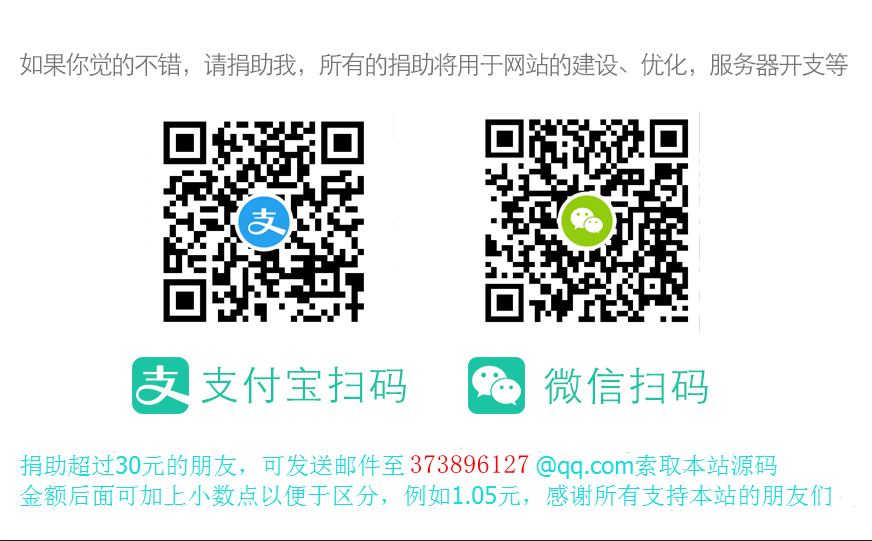 如果你觉的不错，请捐助我，所有的捐助将用于网站的建设、优化，服务器开支等
支
支 支付宝扫码
微信扫码
捐助超过30元的朋友，可发送邮件至 373896127 @qq.com索取本站源码
金额后面可加上小数点以便于区分，例如1.05元，感谢所有支持本站的朋友们